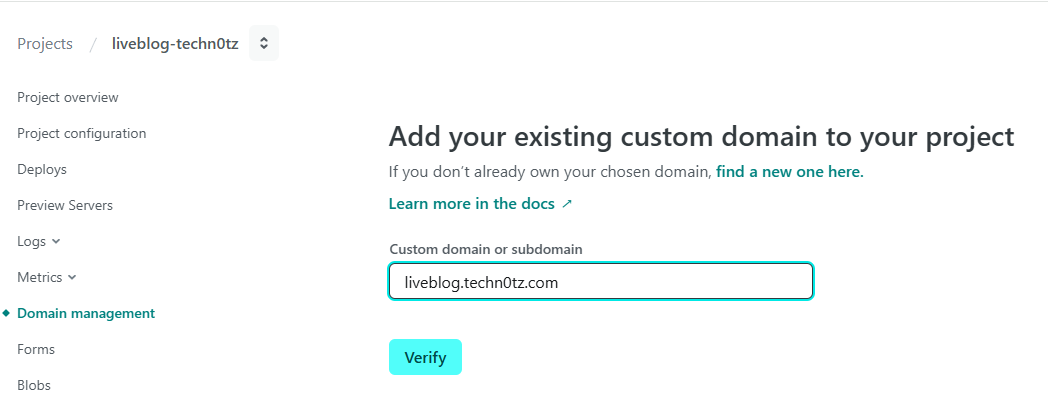 Projects / liveblog-techn0tz
Project overview
Project configuration
Deploys
Preview Servers
Logs
Metrics
Domain management
Forms
Blobs
Add your existing custom domain to your project
If you don't already own your chosen domain, find a new one here.
Learn more in the docs ↗
Custom domain or subdomain
liveblog.techn0tz.com
Verify